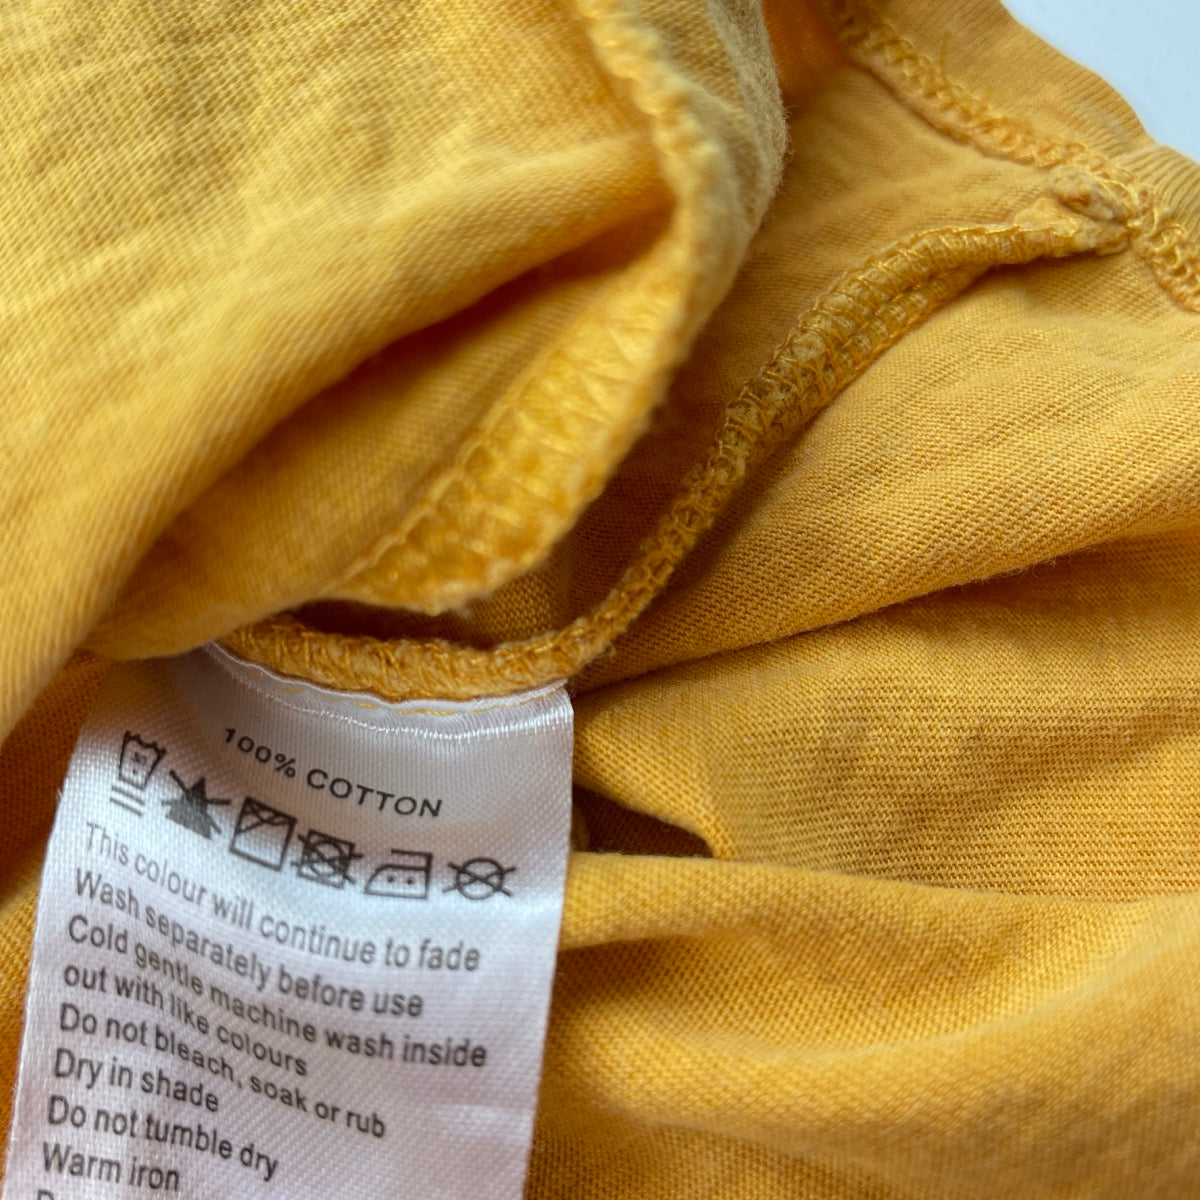 100% COTTON
This colour will continue to fade
Wash separately before use
Cold gentle machine wash inside
out with like colours
Do not bleach, soak or rub
Dry in shade
Do not tumble dry
Warm iron